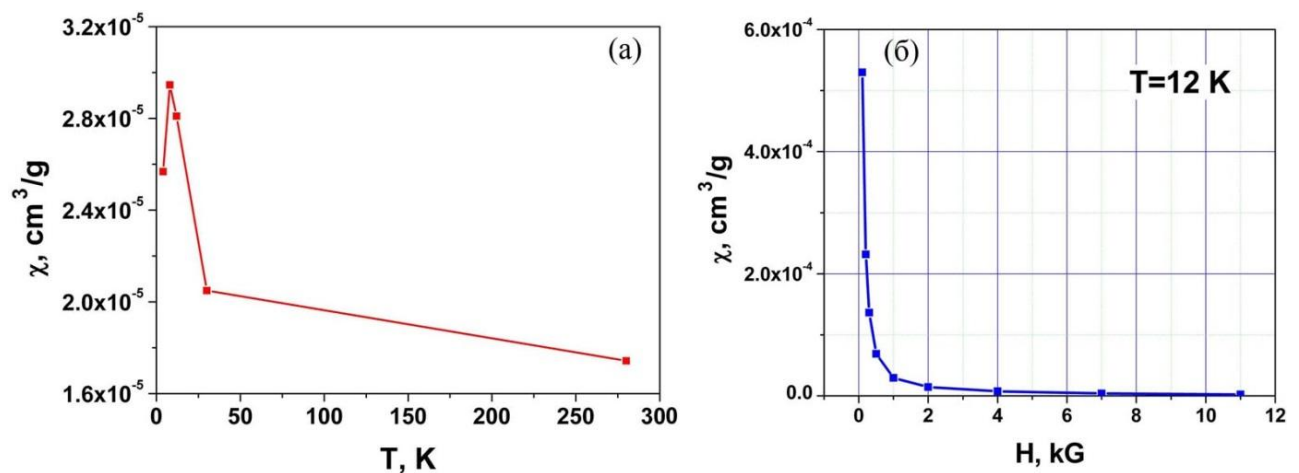 (а)
3.2x10⁻⁵
2.8x10⁻⁵
2.4x10⁻⁵
2.0x10⁻⁵
1.6x10⁻⁵
χ, cm³/g
0 50 100 150 200 250 300
T, K
(б)
T=12 K
6.0x10⁻⁴
4.0x10⁻⁴
2.0x10⁻⁴
0.0
χ, cm³/g
0 2 4 6 8 10 12
H, kG